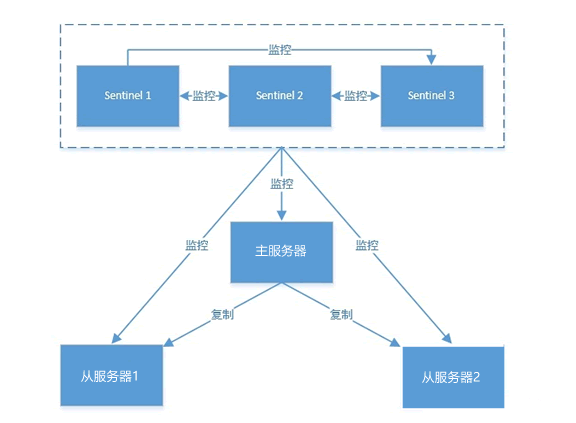 监控
Sentinel 1
监控
Sentinel 2
监控
Sentinel 3
监控
主服务器
监控
监控
复制
复制
从服务器1
从服务器2